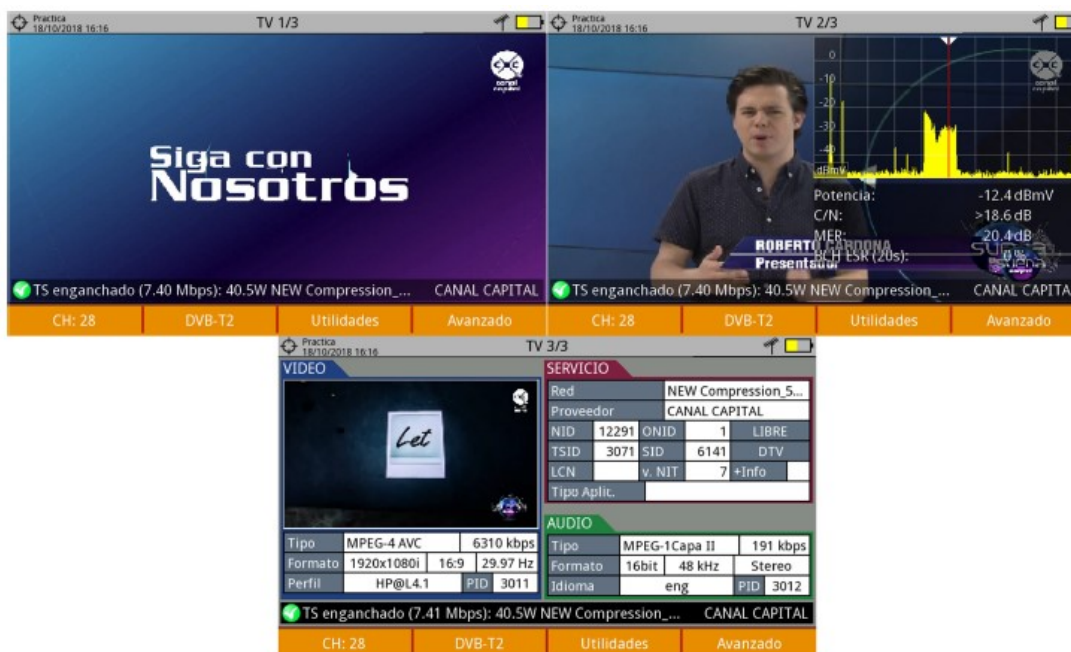 Practica
18/10/2018 16:16
TV 1/3
canal capital
Siga con
Nosotros
TS enganchado (7.40 Mbps): 40.5W NEW Compression_... CANAL CAPITAL
CH: 28 DVB-T2 Utilidades Avanzado
Practica
18/10/2018 16:16
TV 2/3
0
-10
-20
-30
-40
dBmV
Potencia: -12.4 dBmV
C/N: >18.6 dB
MER: 20.4 dB
BCH ESR (20s): 0 %
ROBERTO CARDONA
Presentador
suena
TS enganchado (7.40 Mbps): 40.5W NEW Compression_... CANAL CAPITA
CH: 28 DVB-T2 Utilidades Avanzado
Practica
18/10/2018 16:16
TV 3/3
VIDEO
Let
Tipo MPEG-4 AVC 6310 kbps
Formato 1920x1080i 16:9 29.97 Hz
Perfil HP@L4.1 PID 3011
SERVICIO
Red NEW Compression_5...
Proveedor CANAL CAPITAL
NID 12291 ONID 1 LIBRE
TSID 3071 SID 6141 DTV
LCN v. NIT 7 +Info
Tipo Aplic.
AUDIO
Tipo MPEG-1Capa II 191 kbps
Formato 16bit 48 kHz Stereo
Idioma eng PID 3012
TS enganchado (7.41 Mbps): 40.5W NEW Compression_... CANAL CAPITAL
CH: 28 DVB-T2 Utilidades Avanzado